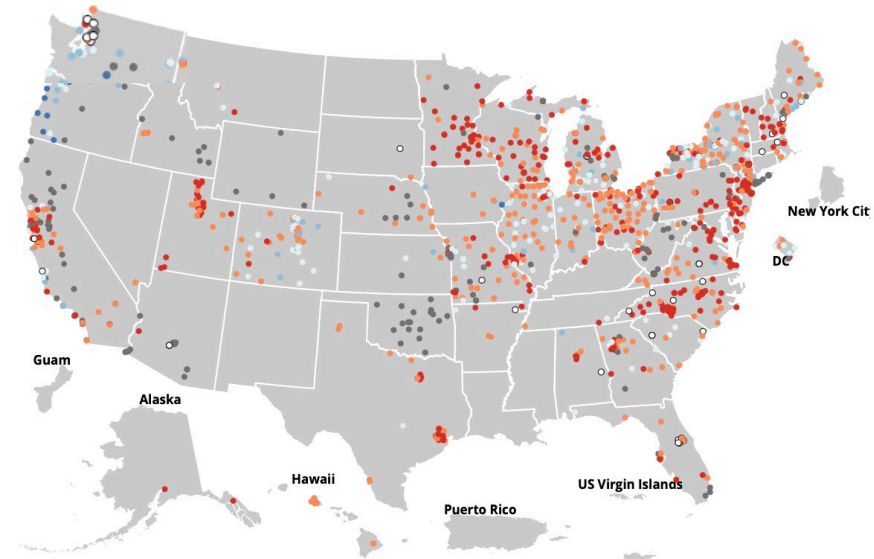 New York Cit
DC
Guam
Alaska
Hawaii
US Virgin Islands
Puerto Rico